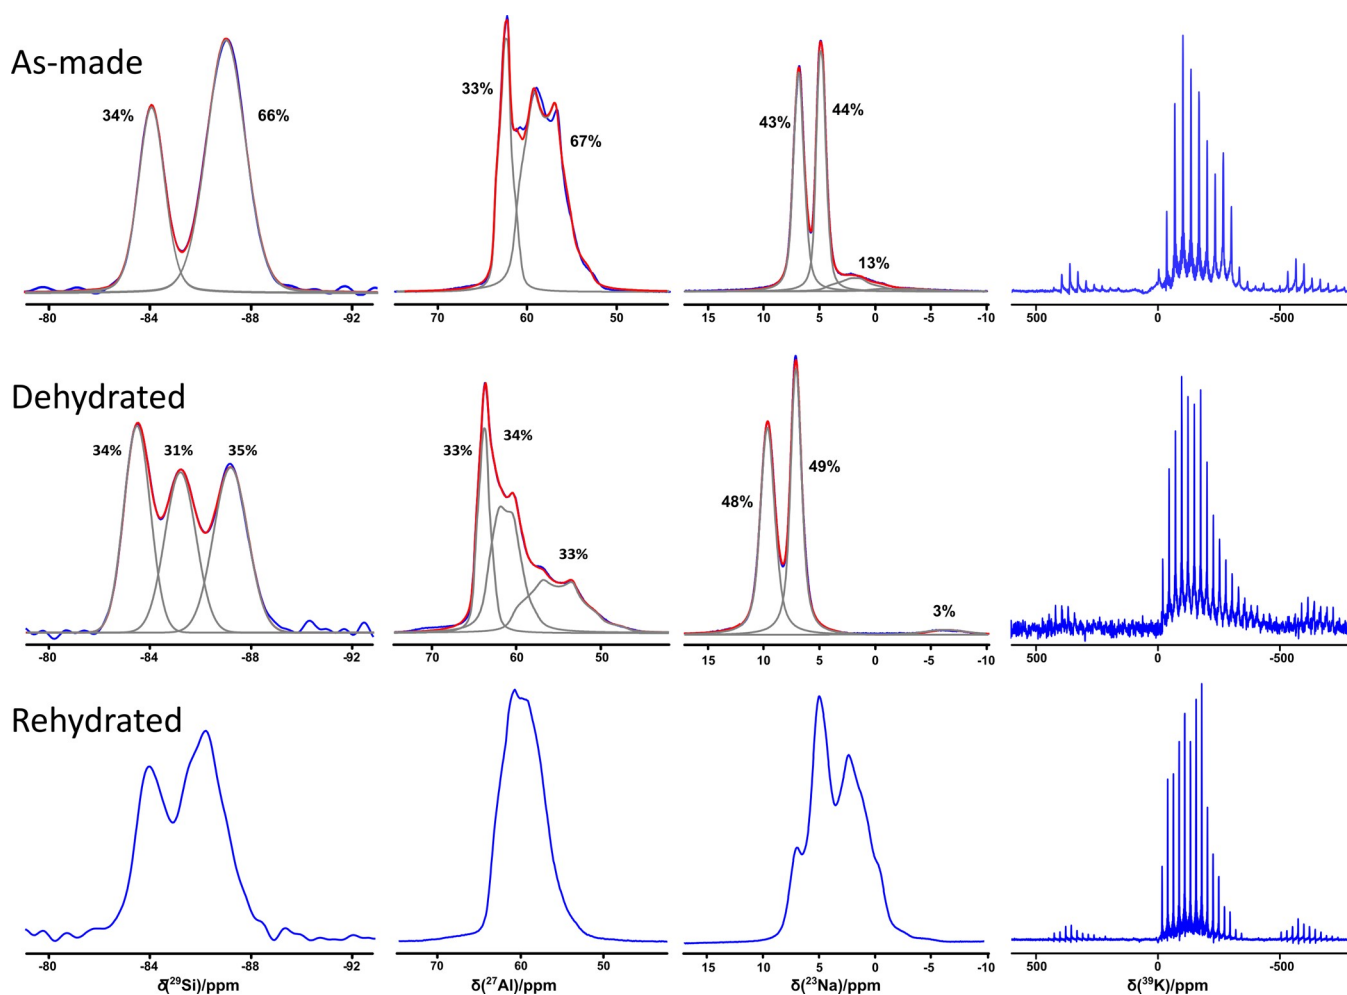 As-made
34%
66%
33%
67%
43%
44%
13%
-80 -84 -88 -92
70 60 50
15 10 5 0 -5 -10
500 0 -500
Dehydrated
34%
31%
35%
33%
34%
33%
48%
49%
3%
-80 -84 -88 -92
70 60 50
15 10 5 0 -5 -10
500 0 -500
Rehydrated
-80 -84 -88 -92
70 60 50
15 10 5 0 -5 -10
500 0 -500
δ(²⁹Si)/ppm
δ(²⁷Al)/ppm
δ(²³Na)/ppm
δ(³⁹K)/ppm